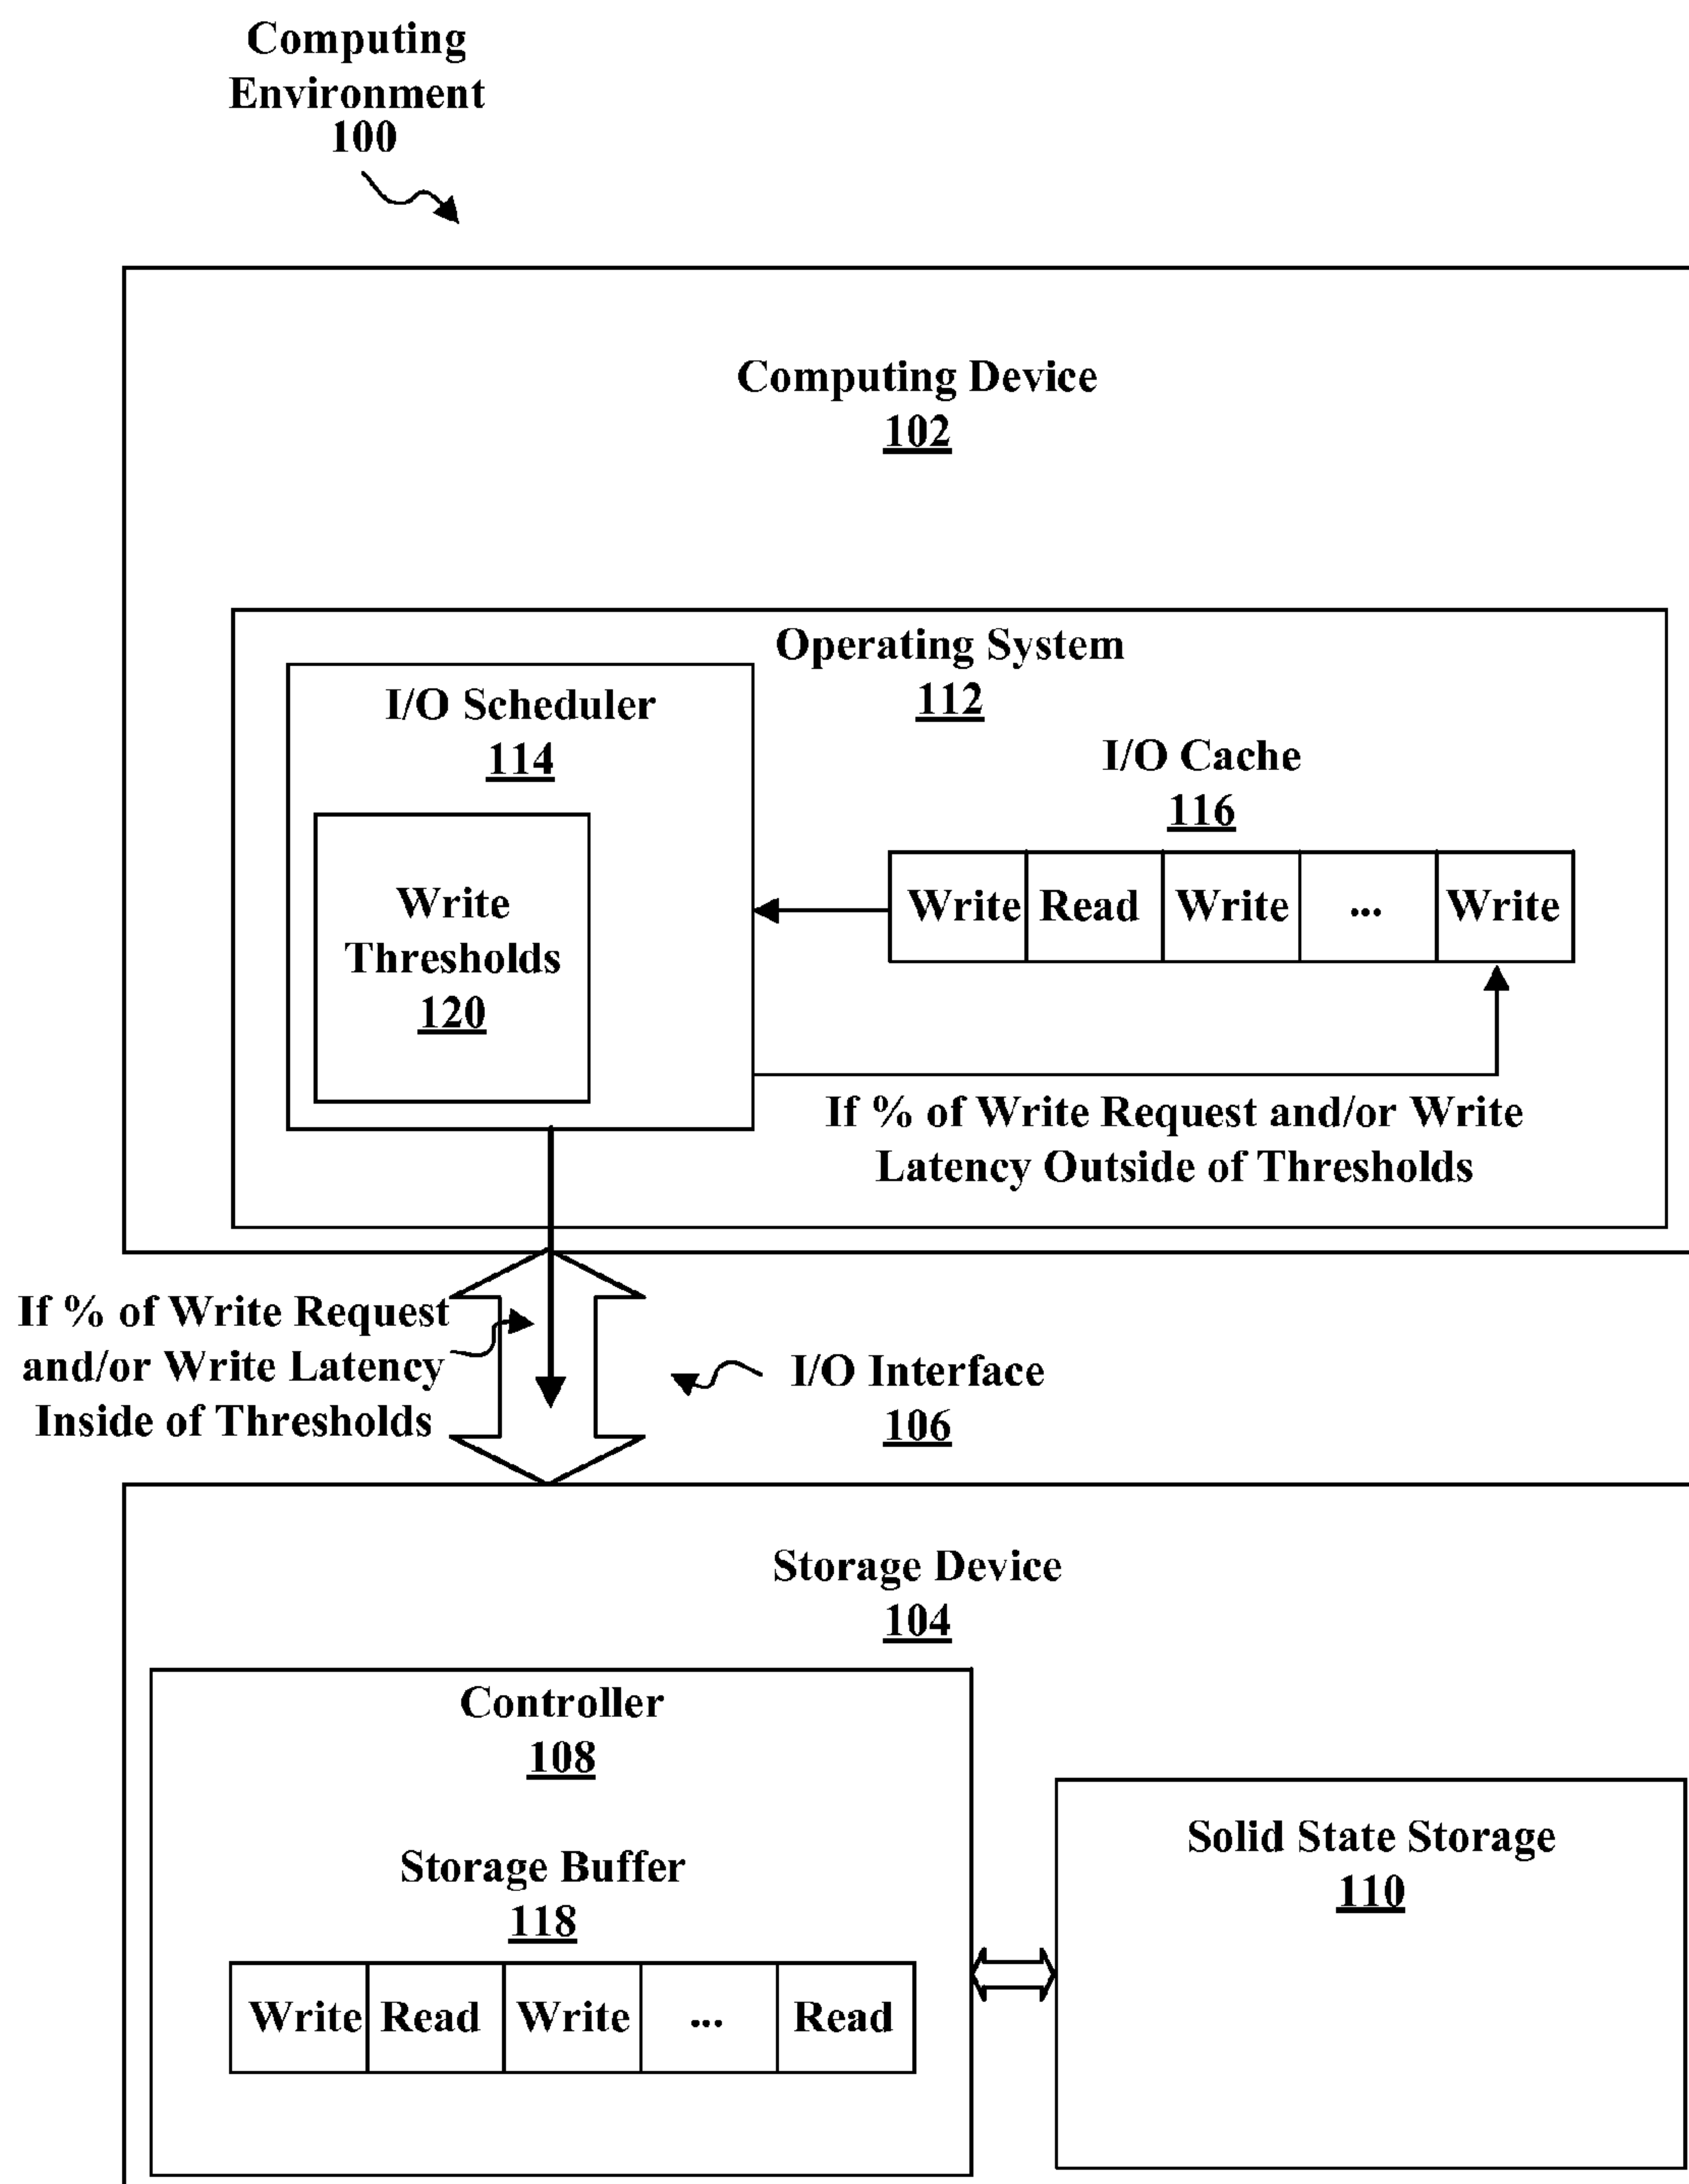 Computing
Environment
100
Computing Device
102
Operating System
112
I/O Scheduler
114
I/O Cache
116
Write
Thresholds
120
Write Read Write ... Write
If % of Write Request and/or Write
Latency Outside of Thresholds
If % of Write Request
and/or Write Latency
Inside of Thresholds
I/O Interface
106
Storage Device
104
Controller
108
Storage Buffer
118
Write Read Write ... Read
Solid State Storage
110